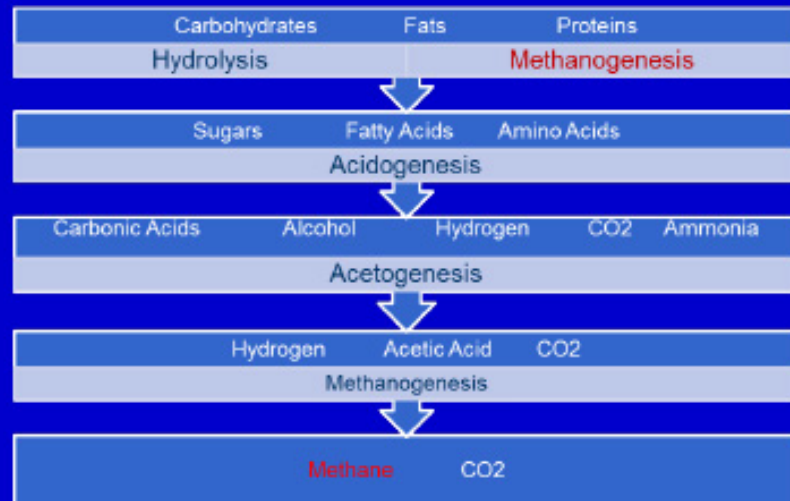 Carbohydrates Fats Proteins
Hydrolysis Methanogenesis
Sugars Fatty Acids Amino Acids
Acidogenesis
Carbonic Acids Alcohol Hydrogen CO2 Ammonia
Acetogenesis
Hydrogen Acetic Acid CO2
Methanogenesis
Methane CO2